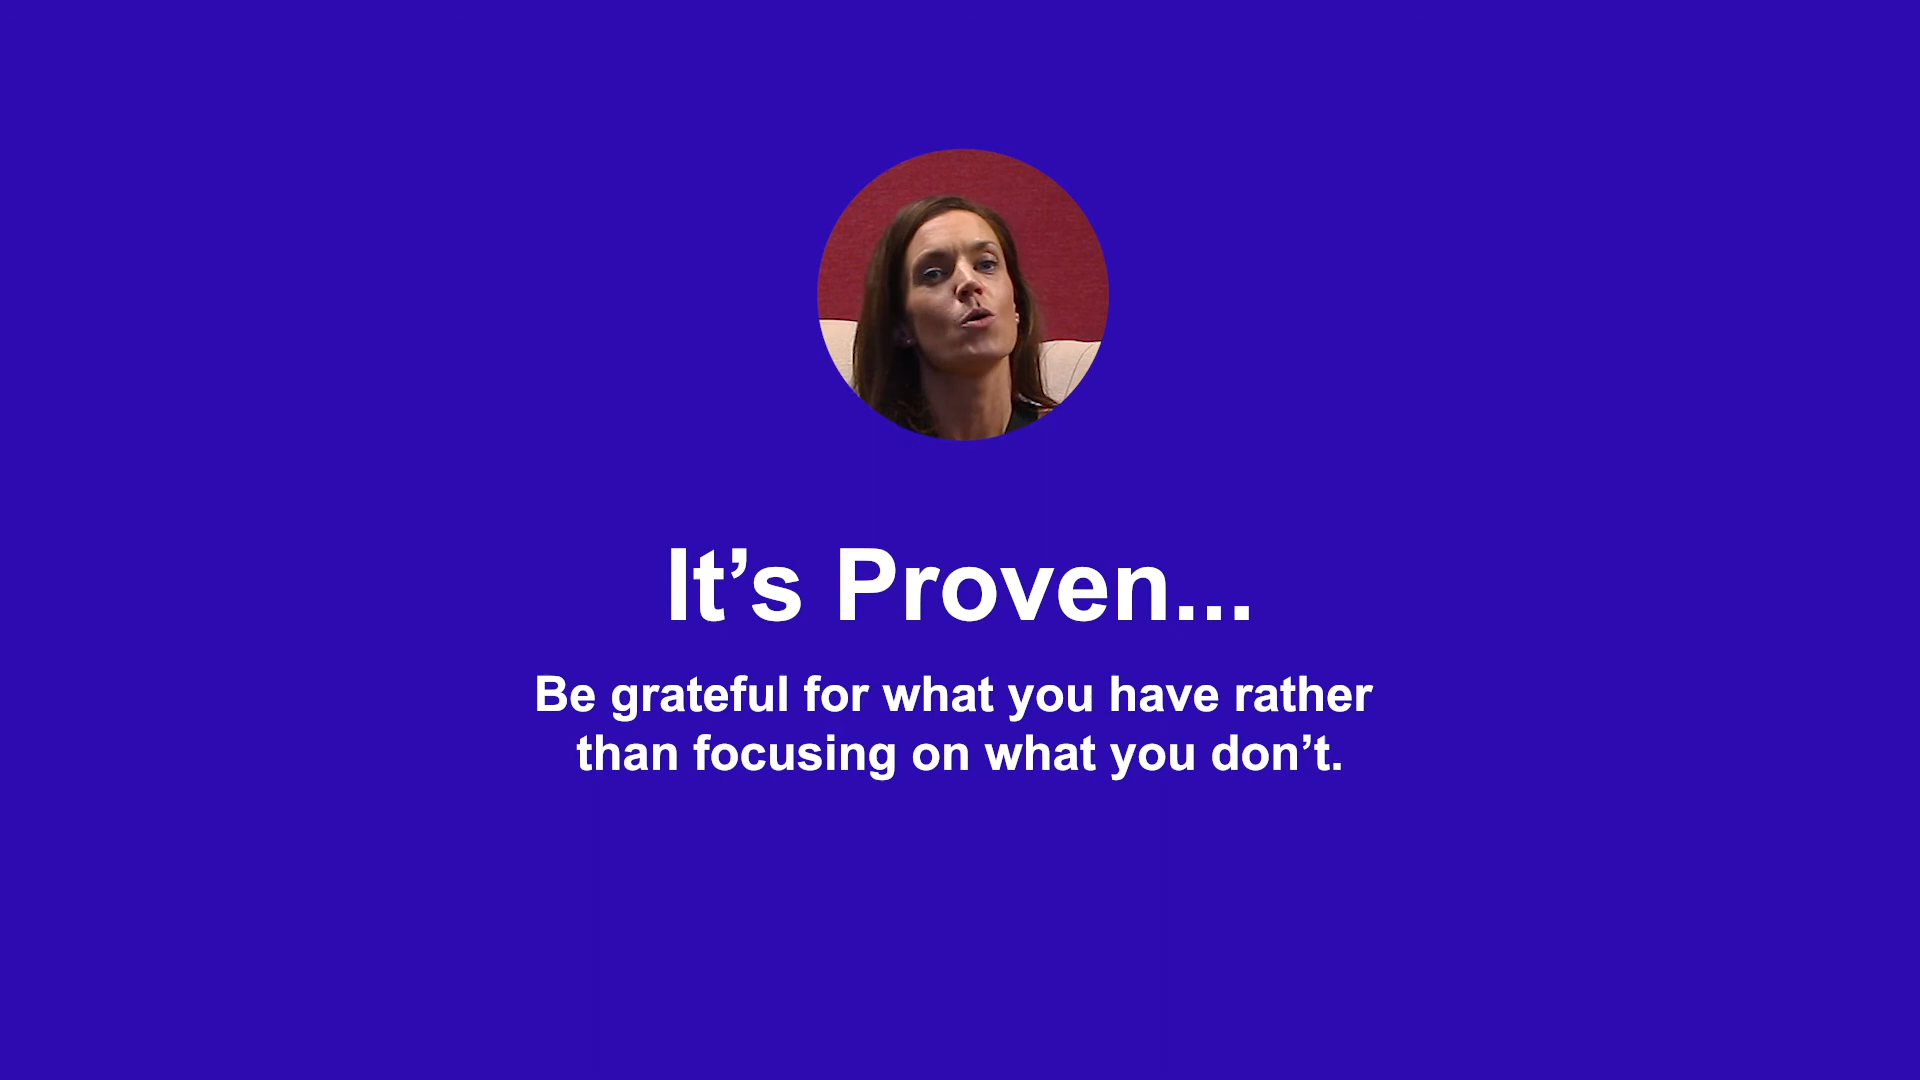 It’s Proven...
Be grateful for what you have rather
than focusing on what you don’t.